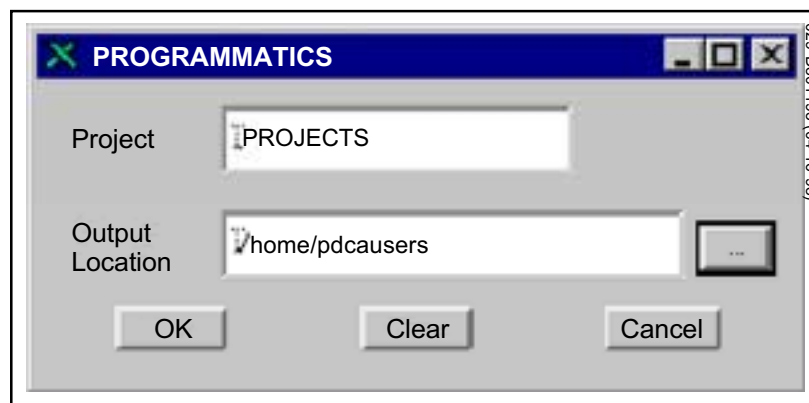 PROGRAMMATICS
Project
PROJECTS
Output
Location
/home/pdcausers
...
OK
Clear
Cancel